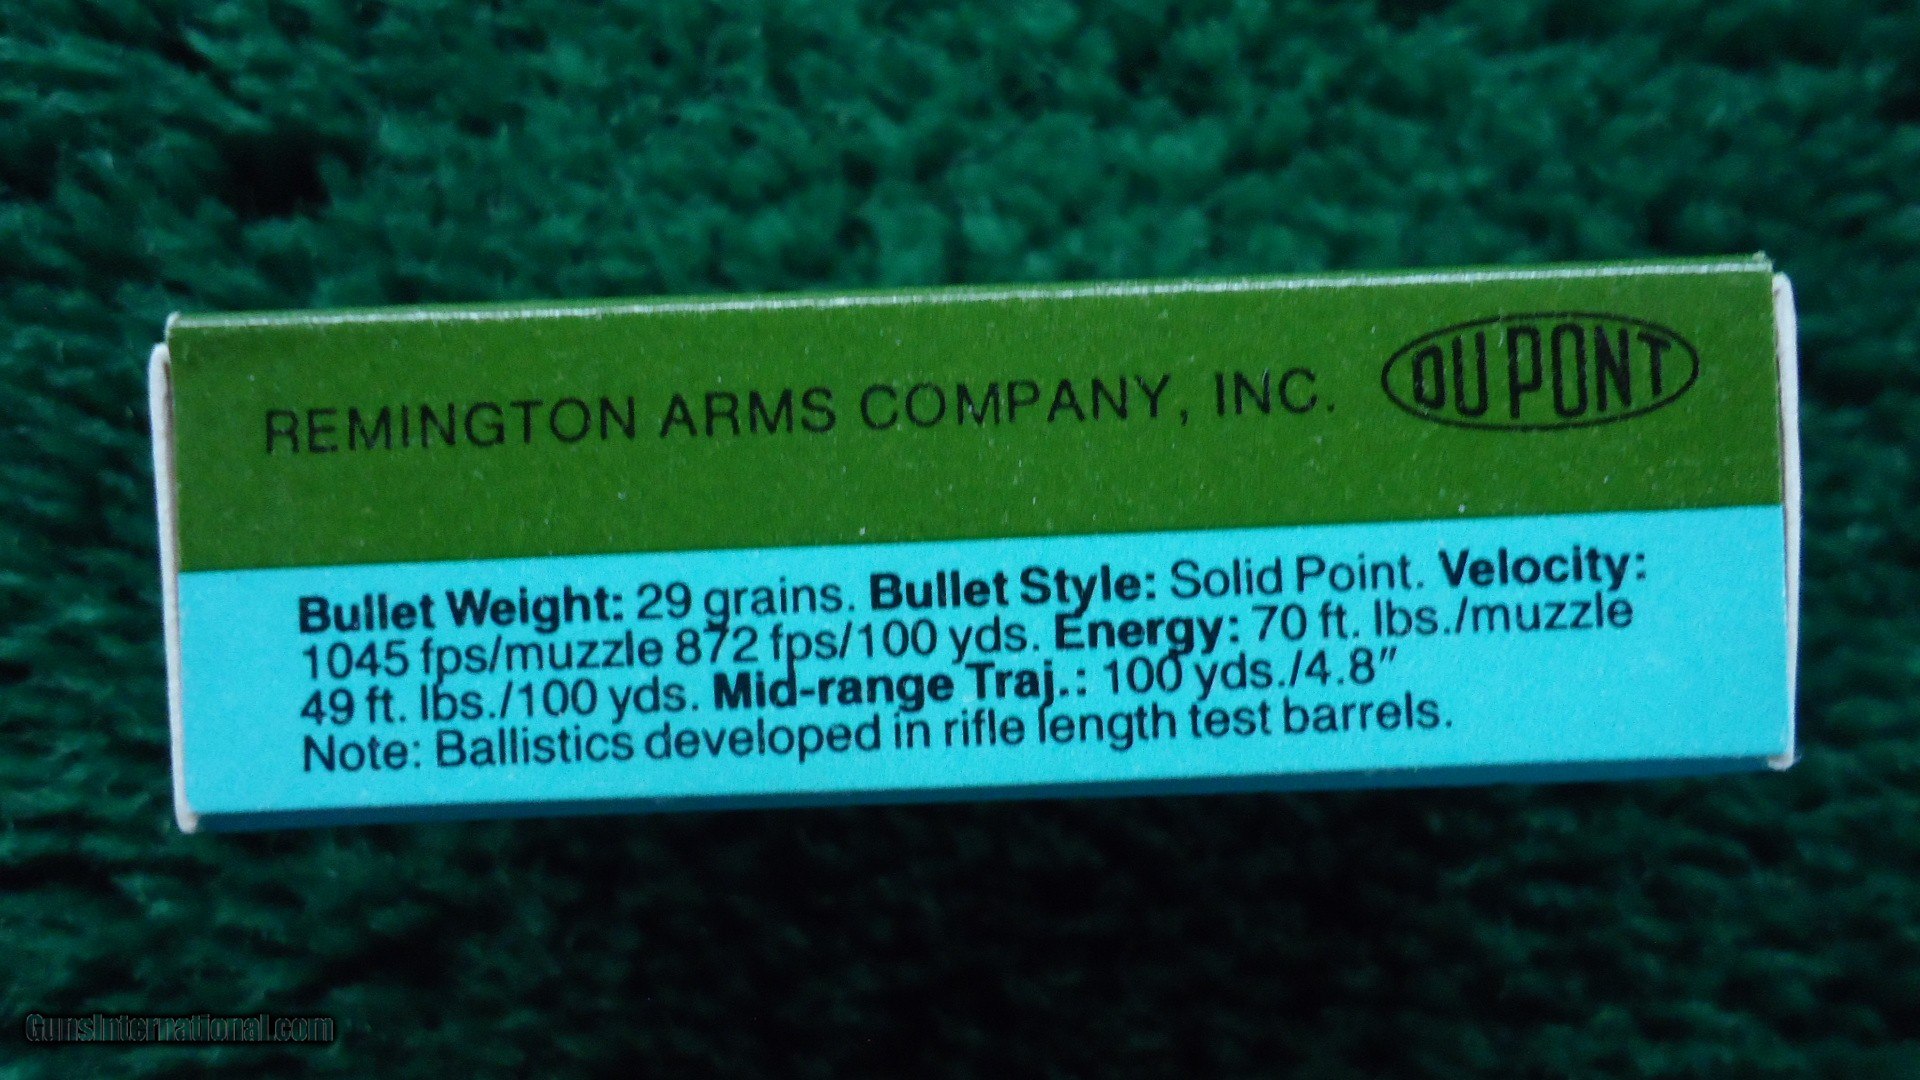 REMINGTON ARMS COMPANY, INC. DU PONT
Bullet Weight: 29 grains. Bullet Style: Solid Point. Velocity:
1045 fps/muzzle 872 fps/100 yds. Energy: 70 ft. lbs./muzzle
49 ft. lbs./100 yds. Mid-range Traj.: 100 yds./4.8"
Note: Ballistics developed in rifle length test barrels.
GunsInternational.com